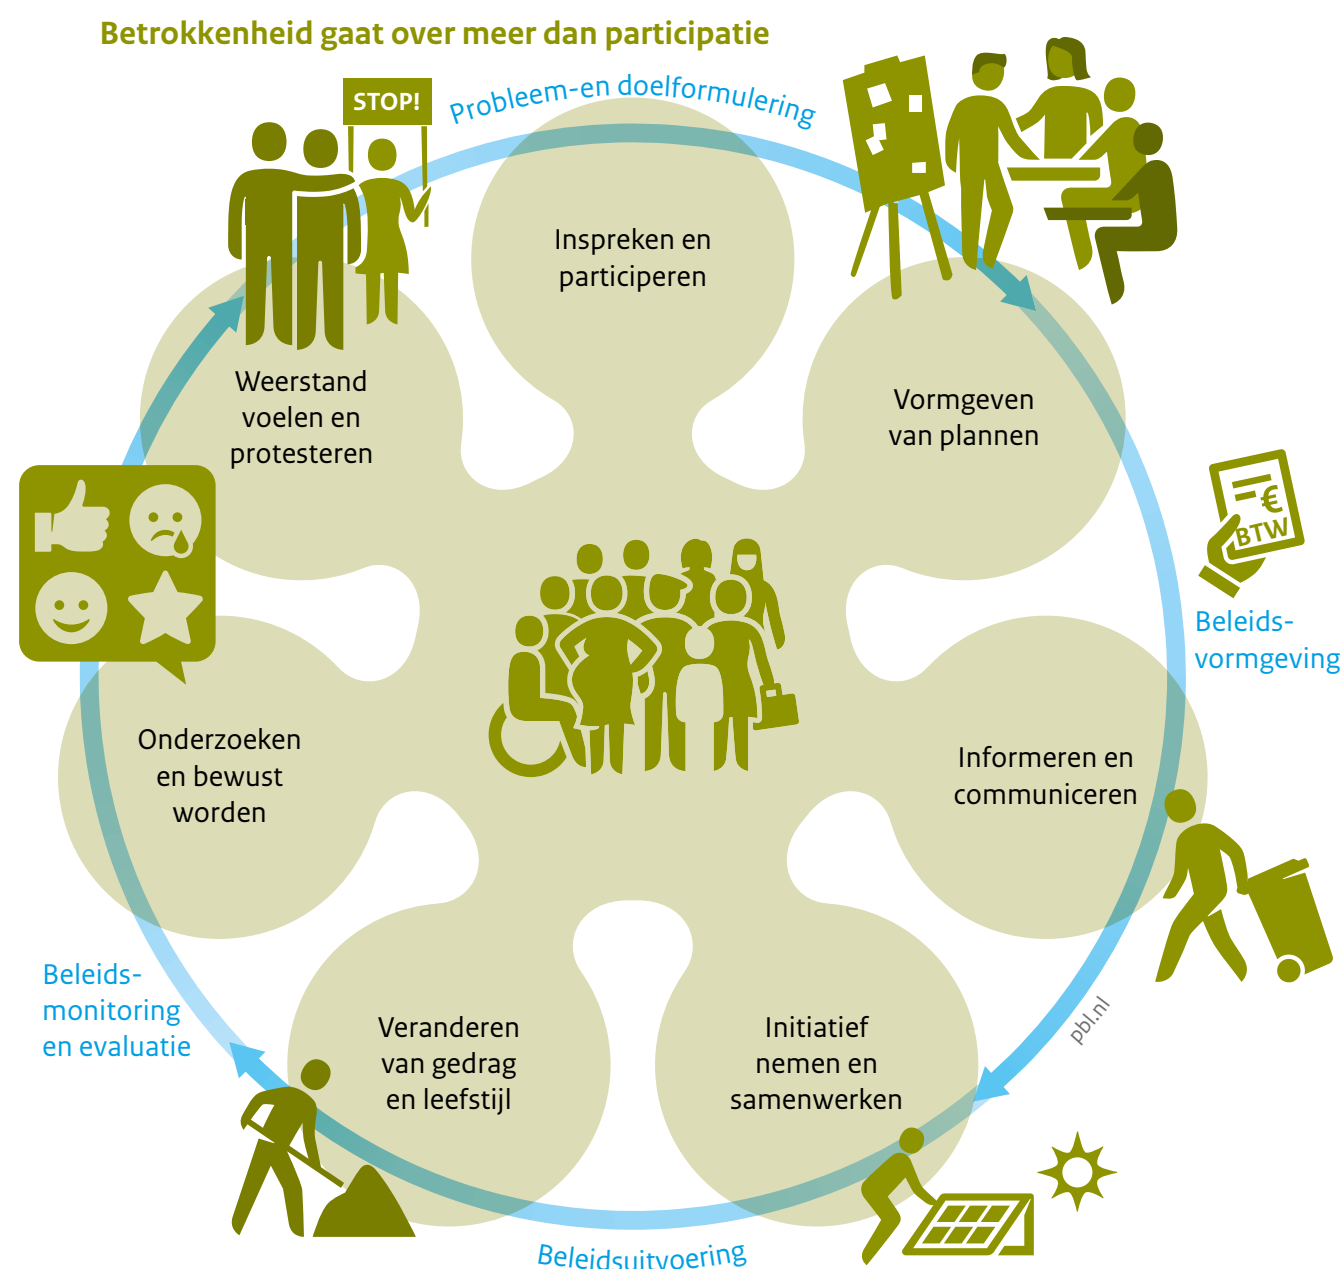 Betrokkenheid gaat over meer dan participatie
STOP!
Probleem-en doelformulering
Inspreken en
participeren
Weerstand
voelen en
protesteren
Vormgeven
van plannen
€
BTW
Beleids-
vormgeving
Onderzoeken
en bewust
worden
Informeren en
communiceren
Beleids-
monitoring
en evaluatie
Veranderen
van gedrag
en leefstijl
Initiatief
nemen en
samenwerken
pbl.nl
Beleidsuitvoering